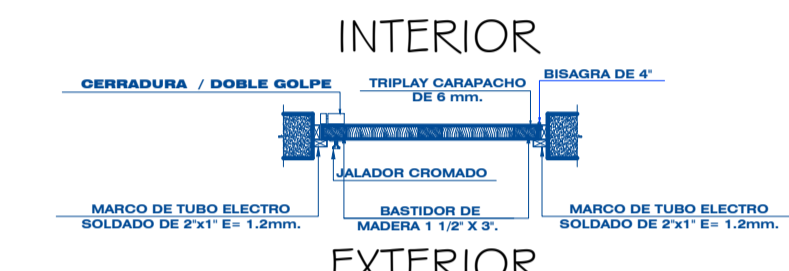 INTERIOR
CERRADURA / DOBLE GOLPE
TRIPLAY CARAPACHO
DE 6 mm.
BISAGRA DE 4"
JALADOR CROMADO
MARCO DE TUBO ELECTRO
SOLDADO DE 2"x1" E= 1.2mm.
BASTIDOR DE
MADERA 1 1/2" X 3".
MARCO DE TUBO ELECTRO
SOLDADO DE 2"x1" E= 1.2mm.
EXTERIOR